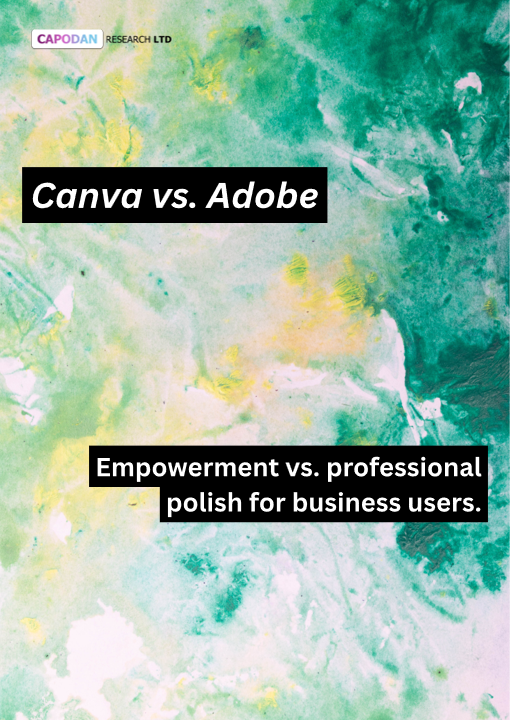 CAPODAN RESEARCH LTD
Canva vs. Adobe
Empowerment vs. professional
polish for business users.